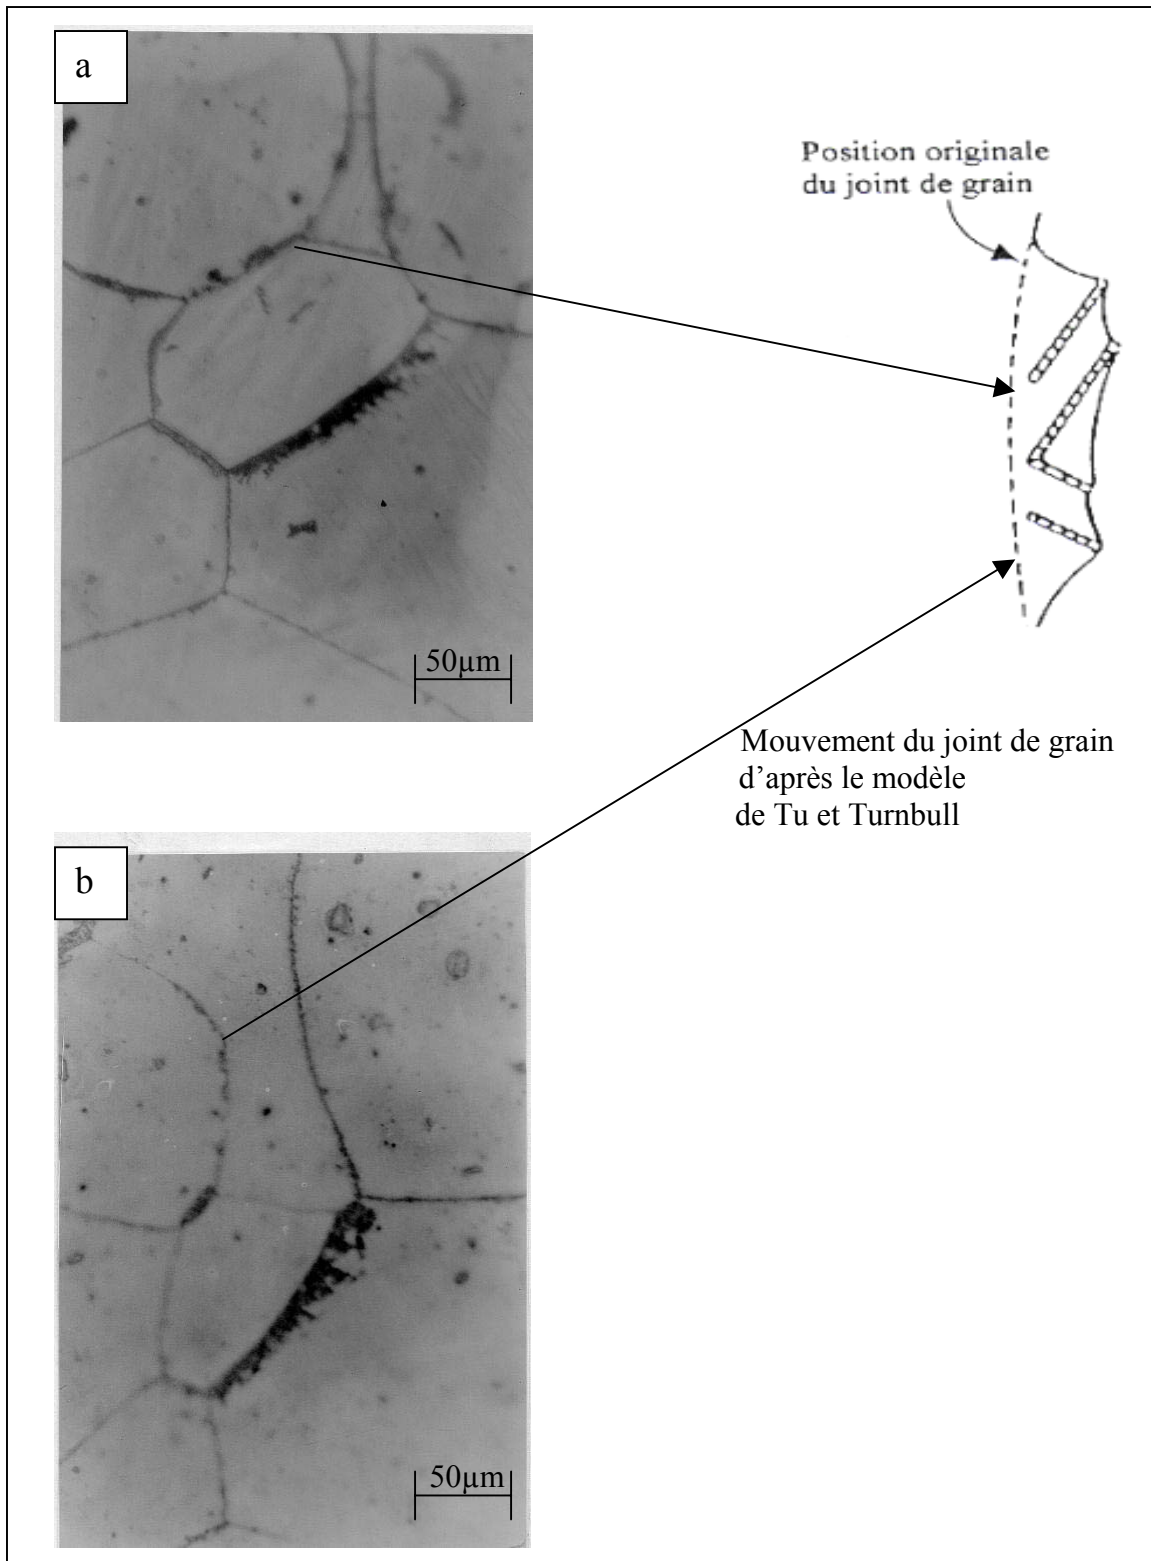 a
Position originale
du joint de grain
50µm
Mouvement du joint de grain
d'après le modèle
de Tu et Turnbull
b
50µm